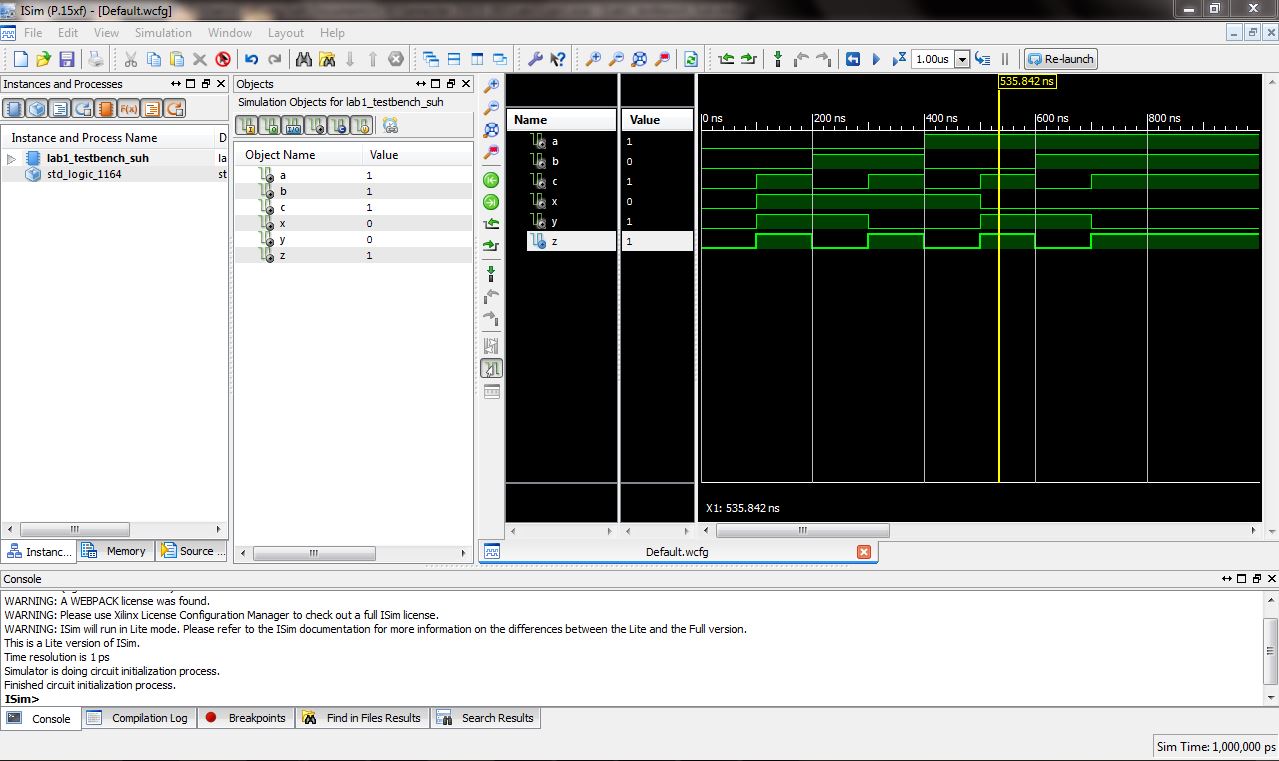 ISim (P.15xf) - [Default.wcfg]
File Edit View Simulation Window Layout Help
1.00us Re-launch
Instances and Processes
Instance and Process Name D
lab1_testbench_suh la
std_logic_1164 st
Instanc... Memory Source ...
Objects
Simulation Objects for lab1_testbench_suh
Object Name Value
a 1
b 1
c 1
x 0
y 0
z 1
Name Value
a 1
b 0
c 1
x 0
y 1
z 1
535.842 ns
0 ns 200 ns 400 ns 600 ns 800 ns
X1: 535.842 ns
Default.wcfg
Console
WARNING: A WEBPACK license was found.
WARNING: Please use Xilinx License Configuration Manager to check out a full ISim license.
WARNING: ISim will run in Lite mode. Please refer to the ISim documentation for more information on the differences between the Lite and the Full version.
This is a Lite version of ISim.
Time resolution is 1 ps
Simulator is doing circuit initialization process.
Finished circuit initialization process.
ISim>
Console Compilation Log Breakpoints Find in Files Results Search Results
Sim Time: 1,000,000 ps